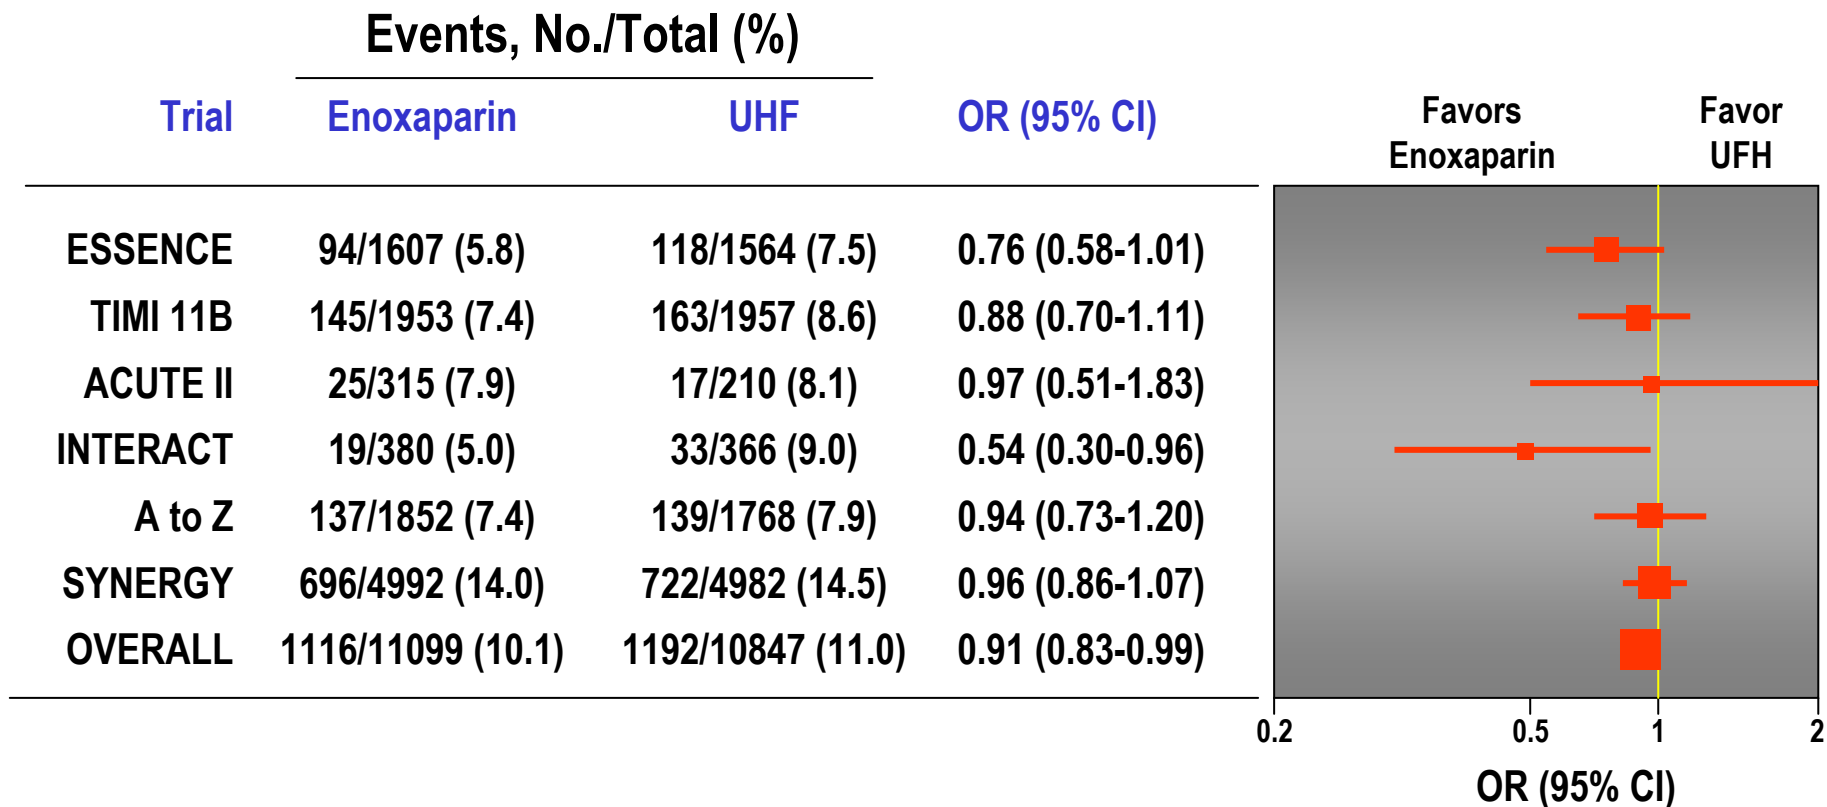 Events, No./Total (%)
Trial Enoxaparin UHF OR (95% CI) Favors Enoxaparin Favor UFH
ESSENCE 94/1607 (5.8) 118/1564 (7.5) 0.76 (0.58-1.01)
TIMI 11B 145/1953 (7.4) 163/1957 (8.6) 0.88 (0.70-1.11)
ACUTE II 25/315 (7.9) 17/210 (8.1) 0.97 (0.51-1.83)
INTERACT 19/380 (5.0) 33/366 (9.0) 0.54 (0.30-0.96)
A to Z 137/1852 (7.4) 139/1768 (7.9) 0.94 (0.73-1.20)
SYNERGY 696/4992 (14.0) 722/4982 (14.5) 0.96 (0.86-1.07)
OVERALL 1116/11099 (10.1) 1192/10847 (11.0) 0.91 (0.83-0.99)
0.2 0.5 1 2
OR (95% CI)